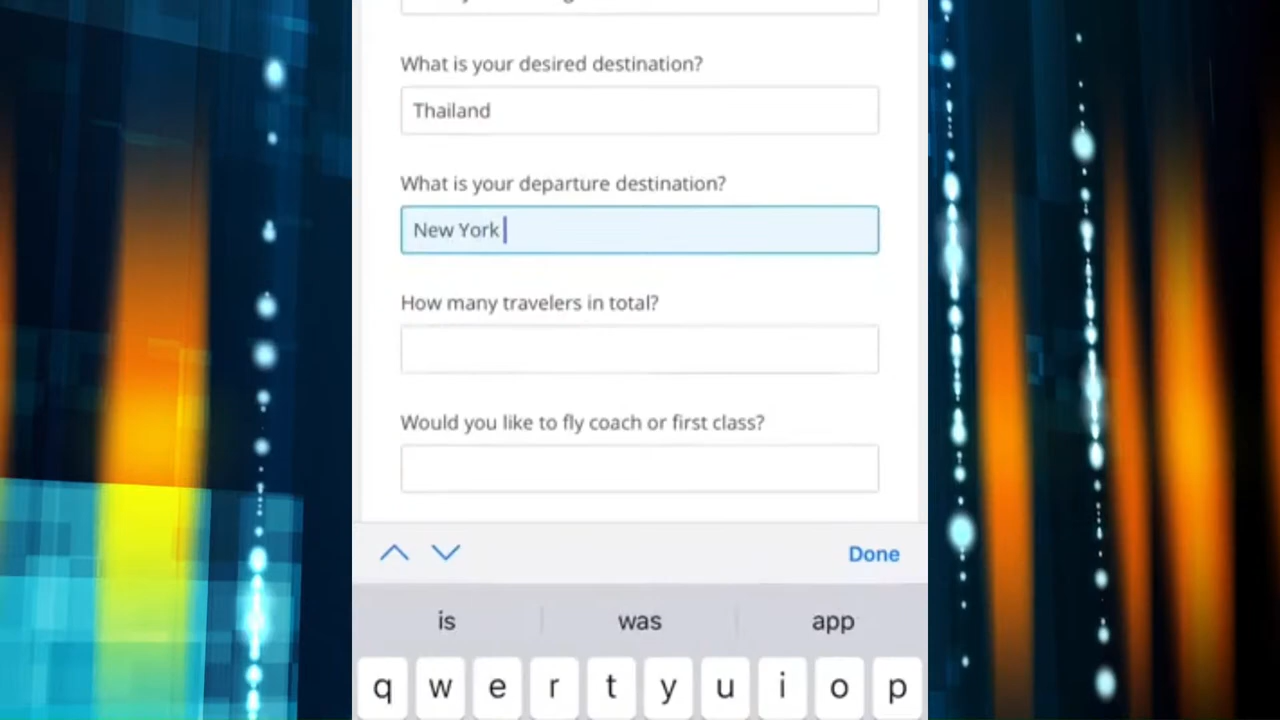 What is your desired destination?
Thailand
What is your departure destination?
New York
How many travelers in total?
Would you like to fly coach or first class?
Done
is was app
q w e r t y u i o p